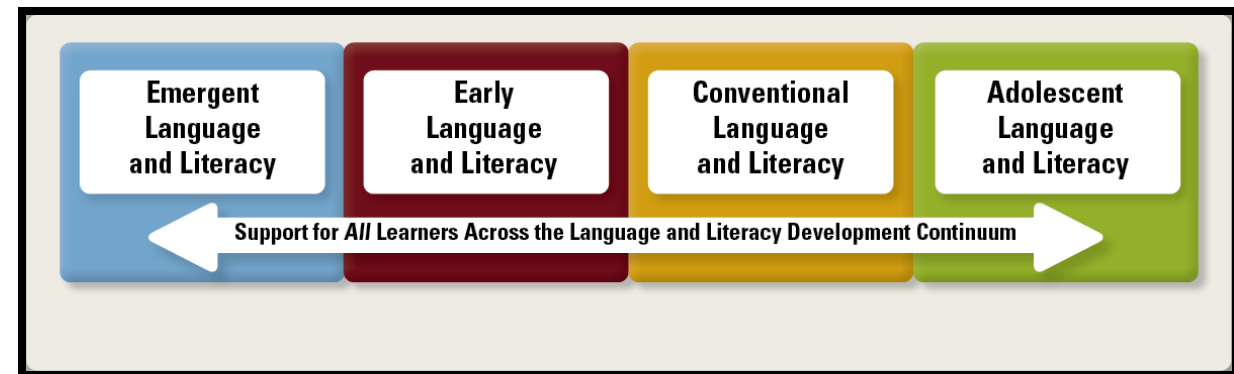 Emergent
Language
and Literacy
Early
Language
and Literacy
Conventional
Language
and Literacy
Adolescent
Language
and Literacy
Support for All Learners Across the Language and Literacy Development Continuum